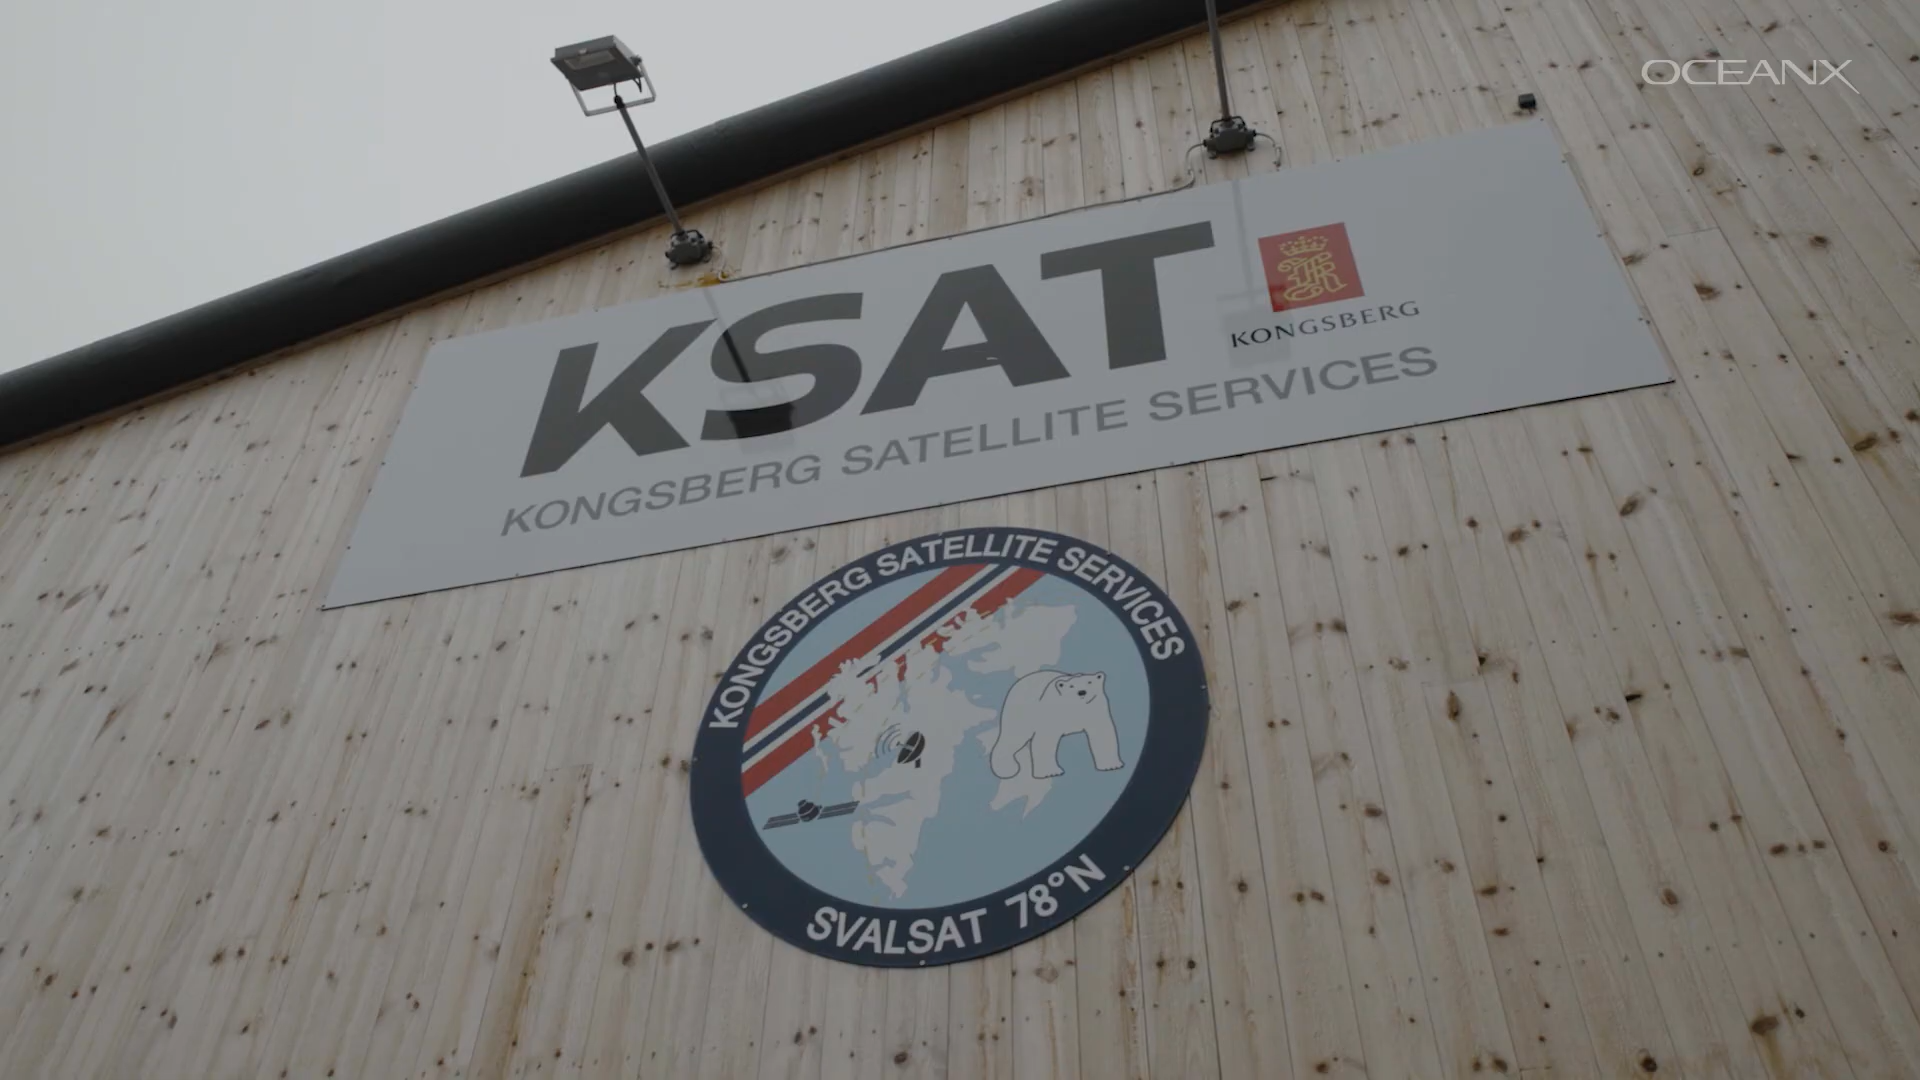 OCEANX
KSAT
KONGSBERG
KONGSBERG SATELLITE SERVICES
KONGSBERG SATELLITE SERVICES
SVALSAT 78°N